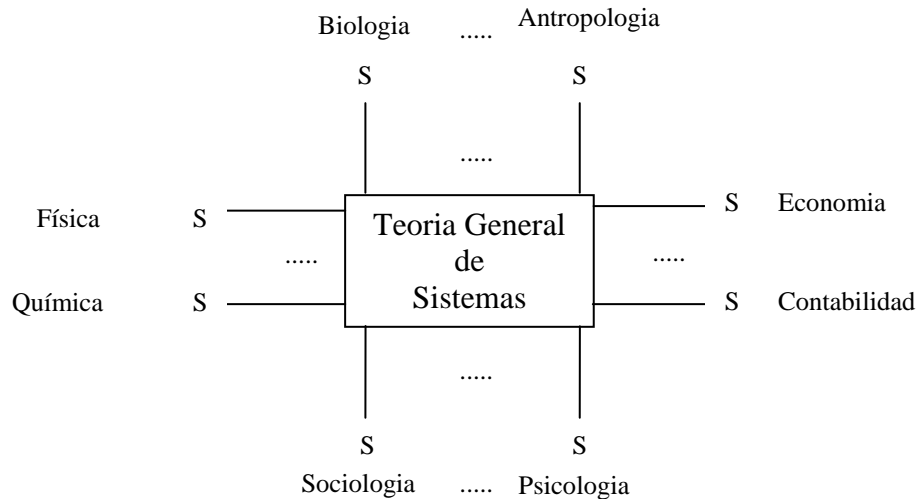 Biologia ..... Antropologia
S S
.....
Física S
S Economia
Teoria General
de
Sistemas
.....
.....
Química S
S Contabilidad
.....
S S
Sociologia ..... Psicologia